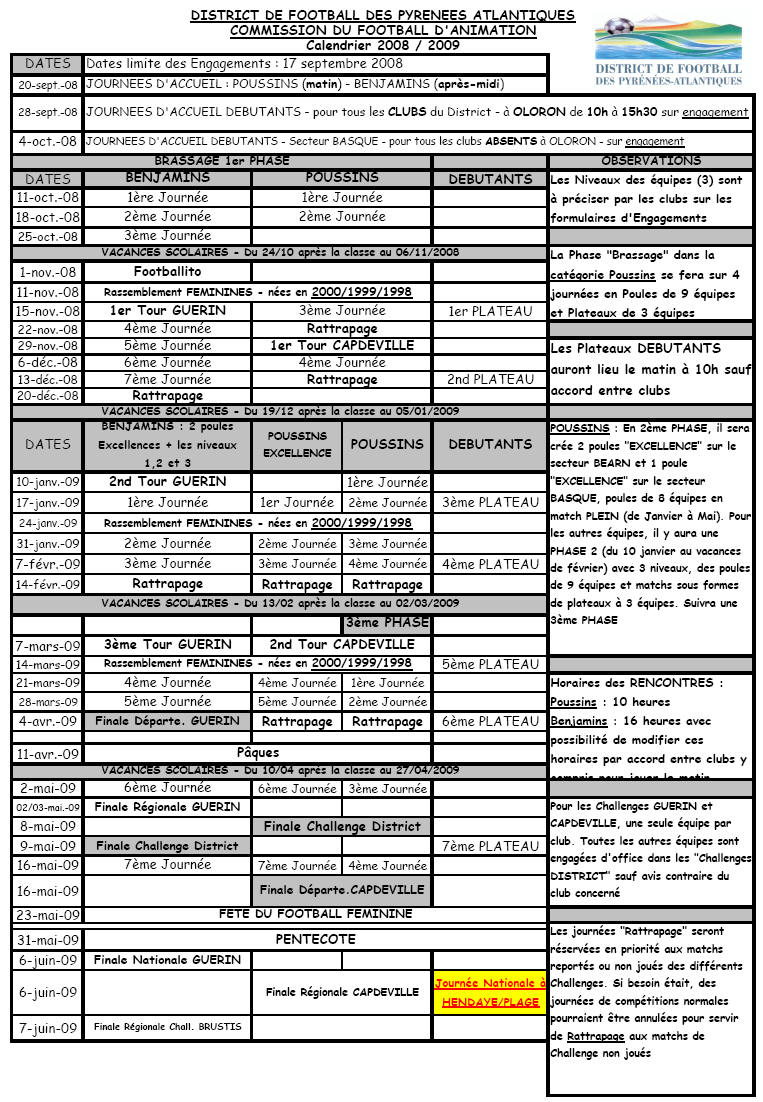 DISTRICT DE FOOTBALL DES PYRENEES ATLANTIQUES
COMMISSION DU FOOTBALL D'ANIMATION
Calendrier 2008 / 2009
DISTRICT DE FOOTBALL
DES PYRÉNÉES-ATLANTIQUES
DATES Dates limite des Engagements : 17 septembre 2008
20-sept.-08 JOURNEES D'ACCUEIL : POUSSINS (matin) - BENJAMINS (après-midi)
28-sept.-08 JOURNEES D'ACCUEIL DEBUTANTS - pour tous les CLUBS du District - à OLORON de 10h à 15h30 sur engagement
4-oct.-08 JOURNEES D'ACCUEIL DEBUTANTS - Secteur BASQUE - pour tous les clubs ABSENTS à OLORON - sur engagement
BRASSAGE 1er PHASE
DATES BENJAMINS POUSSINS DEBUTANTS
11-oct.-08 1ère Journée 1ère Journée
18-oct.-08 2ème Journée 2ème Journée
25-oct.-08 3ème Journée
VACANCES SCOLAIRES - Du 24/10 après la classe au 06/11/2008
1-nov.-08 Footballito
11-nov.-08 Rassemblement FEMININES - nées en 2000/1999/1998
15-nov.-08 1er Tour GUERIN 3ème Journée 1er PLATEAU
22-nov.-08 4ème Journée Rattrapage
29-nov.-08 5ème Journée 1er Tour CAPDEVILLE
6-déc.-08 6ème Journée 4ème Journée
13-déc.-08 7ème Journée Rattrapage 2nd PLATEAU
20-déc.-08 Rattrapage
VACANCES SCOLAIRES - Du 19/12 après la classe au 05/01/2009
DATES
BENJAMINS : 2 poules
Excellences + les niveaux
1,2 et 3
POUSSINS
EXCELLENCE
POUSSINS
DEBUTANTS
10-janv.-09 2nd Tour GUERIN 1ère Journée
17-janv.-09 1ère Journée 1er Journée 2ème Journée 3ème PLATEAU
24-janv.-09 Rassemblement FEMININES - nées en 2000/1999/1998
31-janv.-09 2ème Journée 2ème Journée 3ème Journée
7-févr.-09 3ème Journée 3ème Journée 4ème Journée 4ème PLATEAU
14-févr.-09 Rattrapage Rattrapage Rattrapage
VACANCES SCOLAIRES - Du 13/02 après la classe au 02/03/2009
3ème PHASE
7-mars-09 3ème Tour GUERIN 2nd Tour CAPDEVILLE
14-mars-09 Rassemblement FEMININES - nées en 2000/1999/1998 5ème PLATEAU
21-mars-09 4ème Journée 4ème Journée 1ère Journée
28-mars-09 5ème Journée 5ème Journée 2ème Journée
4-avr.-09 Finale Départe. GUERIN Rattrapage Rattrapage 6ème PLATEAU
11-avr.-09 Pâques
VACANCES SCOLAIRES - Du 10/04 après la classe au 27/04/2009
2-mai-09 6ème Journée 6ème Journée 3ème Journée
02/03-mai.-09 Finale Régionale GUERIN
8-mai-09 Finale Challenge District
9-mai-09 Finale Challenge District 7ème PLATEAU
16-mai-09 7ème Journée 7ème Journée 4ème Journée
16-mai-09 Finale Départe.CAPDEVILLE
23-mai-09 FETE DU FOOTBALL FEMININE
31-mai-09 PENTECOTE
6-juin-09 Finale Nationale GUERIN
6-juin-09 Finale Régionale CAPDEVILLE
Journée Nationale à
HENDAYE/PLAGE
7-juin-09 Finale Régionale Chall. BRUSTIS
OBSERVATIONS
Les Niveaux des équipes (3) sont
à préciser par les clubs sur les
formulaires d'Engagements
La Phase "Brassage" dans la
catégorie Poussins se fera sur 4
journées en Poules de 9 équipes
et Plateaux de 3 équipes
Les Plateaux DEBUTANTS
auront lieu le matin à 10h sauf
accord entre clubs
POUSSINS : En 2ème PHASE, il sera
crée 2 poules "EXCELLENCE" sur le
secteur BEARN et 1 poule
"EXCELLENCE" sur le secteur
BASQUE, poules de 8 équipes en
match PLEIN (de Janvier à Mai). Pour
les autres équipes, il y aura une
PHASE 2 (du 10 janvier au vacances
de février) avec 3 niveaux, des poules
de 9 équipes et matchs sous formes
de plateaux à 3 équipes. Suivra une
3ème PHASE
Horaires des RENCONTRES :
Poussins : 10 heures
Benjamins : 16 heures avec
possibilité de modifier ces
horaires par accord entre clubs y
compris pour jouer le matin
Pour les Challenges GUERIN et
CAPDEVILLE, une seule équipe par
club. Toutes les autres équipes sont
engagées d'office dans les "Challenges
DISTRICT" sauf avis contraire du
club concerné
Les journées "Rattrapage" seront
réservées en priorité aux matchs
reportés ou non joués des différents
Challenges. Si besoin était, des
journées de compétitions normales
pourraient être annulées pour servir
de Rattrapage aux matchs de
Challenge non joués